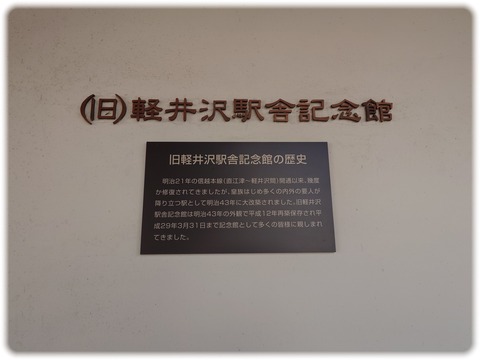 (旧)軽井沢駅舎記念館
旧軽井沢駅舎記念館の歴史
明治21年の信越本線(直江津〜軽井沢間)開通以来、幾度
か修復されてきましたが、皇族はじめ多くの内外の要人が
降り立つ駅として明治43年に大改築されました。旧軽井沢
駅舎記念館は明治43年の外観で平成12年再築保存され平
成29年3月31日まで記念館として多くの皆様に親しまれ
てきました。